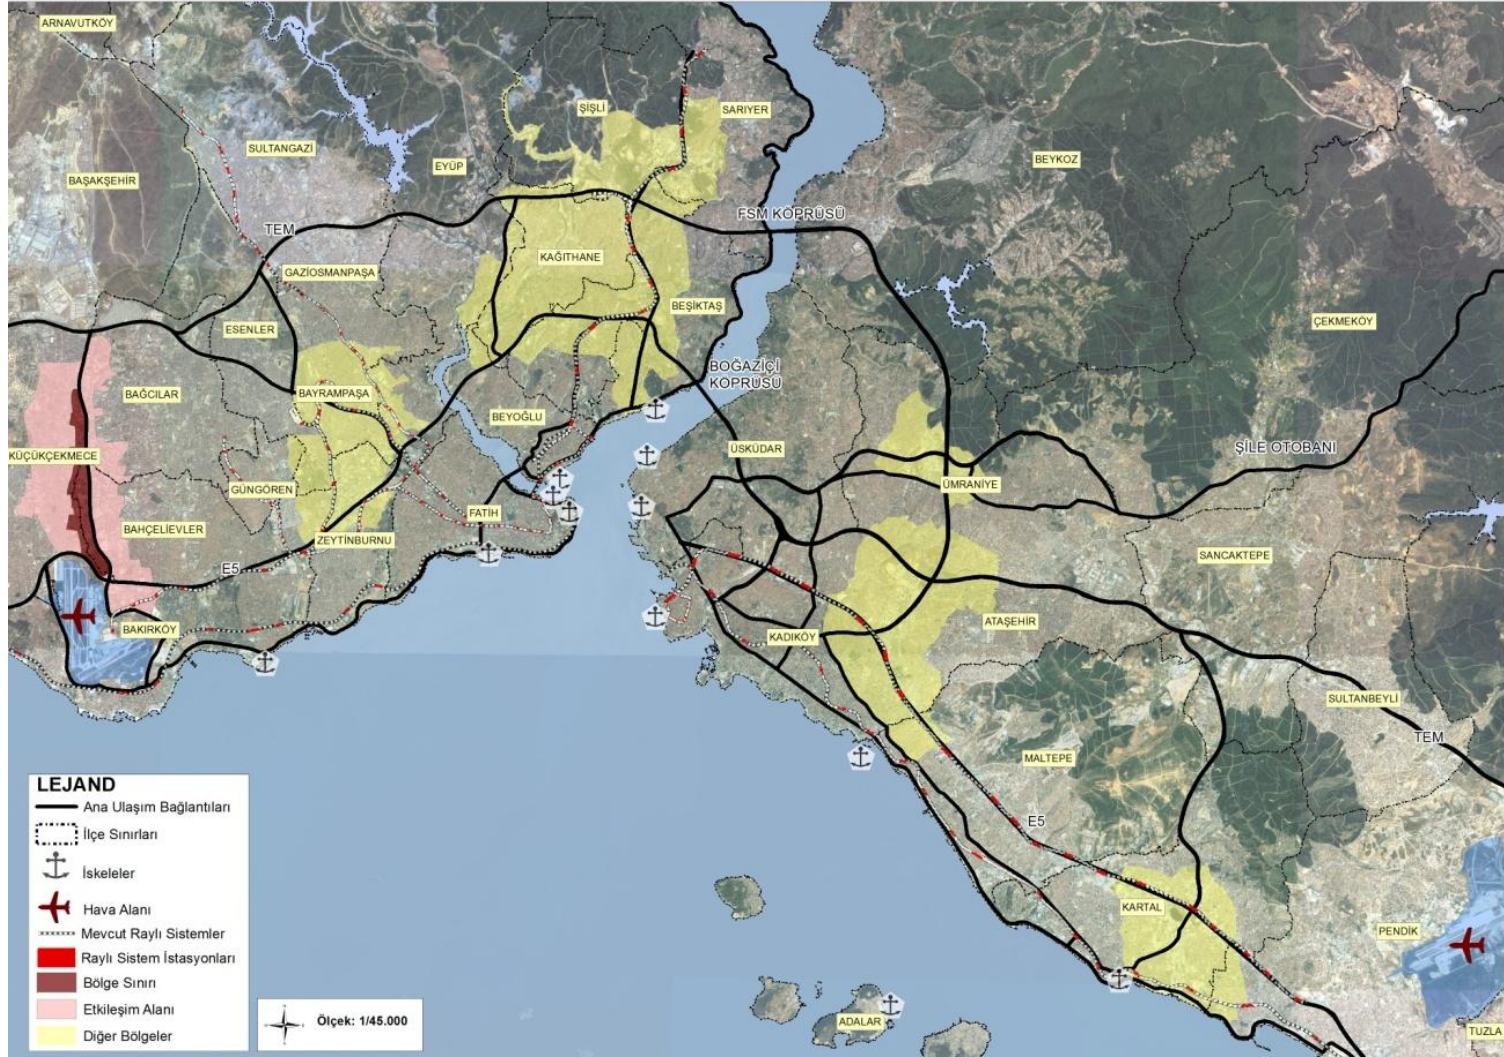 ARNAVUTKÖY
ŞİŞLİ
SARIYER
SULTANGAZİ
EYÜP
BEYKOZ
BAŞAKŞEHİR
FSM KÖPRÜSÜ
TEM
KAĞITHANE
GAZİOSMANPAŞA
BEŞİKTAŞ
ÇEKMEKÖY
ESENLER
BOĞAZİÇİ
KÖPRÜSÜ
BAĞCILAR
BAYRAMPAŞA
BEYOĞLU
ÜSKÜDAR
ŞİLE OTOBANI
KÜÇÜKÇEKMECE
ÜMRANİYE
GÜNGÖREN
FATİH
BAHÇELİEVLER
ZEYTİNBURNU
SANCAKTEPE
E5
ATAŞEHİR
BAKIRKÖY
KADIKÖY
SULTANBEYLİ
TEM
MALTEPE
E5
KARTAL
PENDİK
ADALAR
TUZLA
LEJAND
Ana Ulaşım Bağlantıları
İlçe Sınırları
İskeleler
Hava Alanı
Mevcut Raylı Sistemler
Raylı Sistem İstasyonları
Bölge Sınırı
Etkileşim Alanı
Diğer Bölgeler
Ölçek: 1/45.000